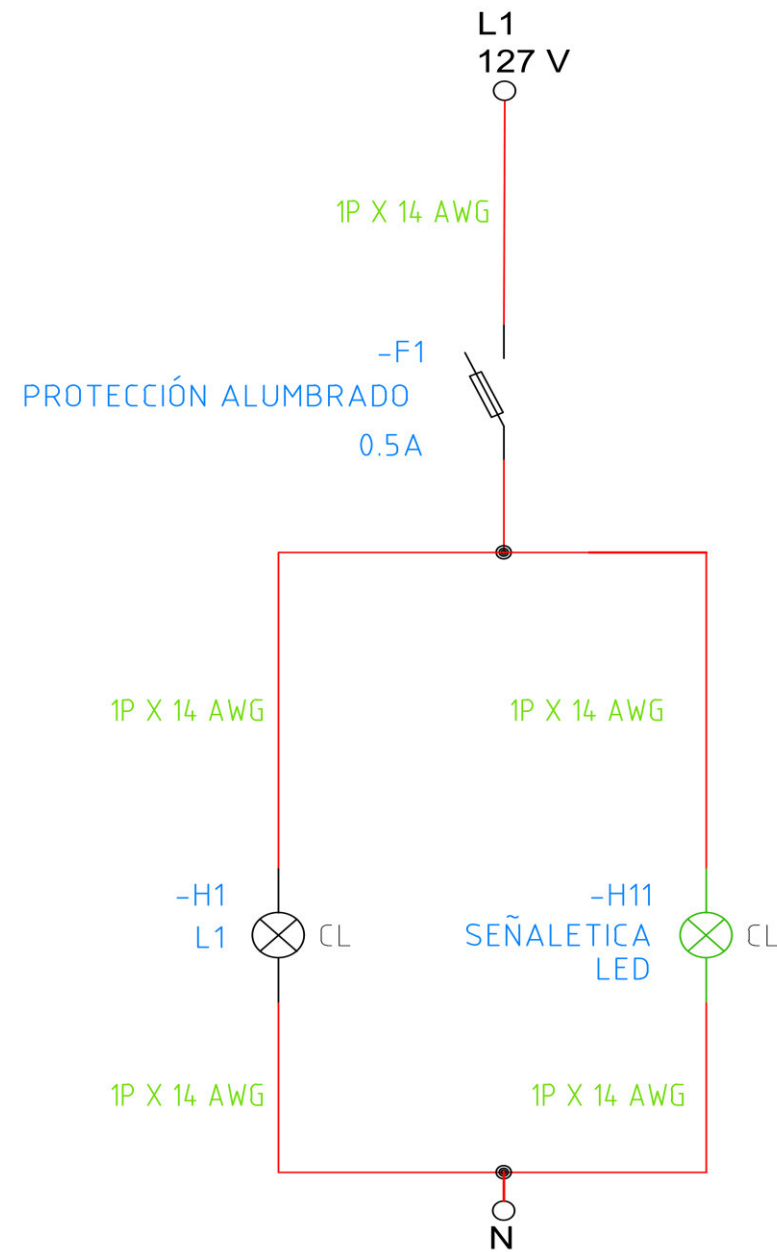 L1
127 V
1P X 14 AWG
-F1
PROTECCIÓN ALUMBRADO
0.5A
1P X 14 AWG
1P X 14 AWG
-H1
L1
CL
-H11
SEÑALETICA
LED
CL
1P X 14 AWG
1P X 14 AWG
N